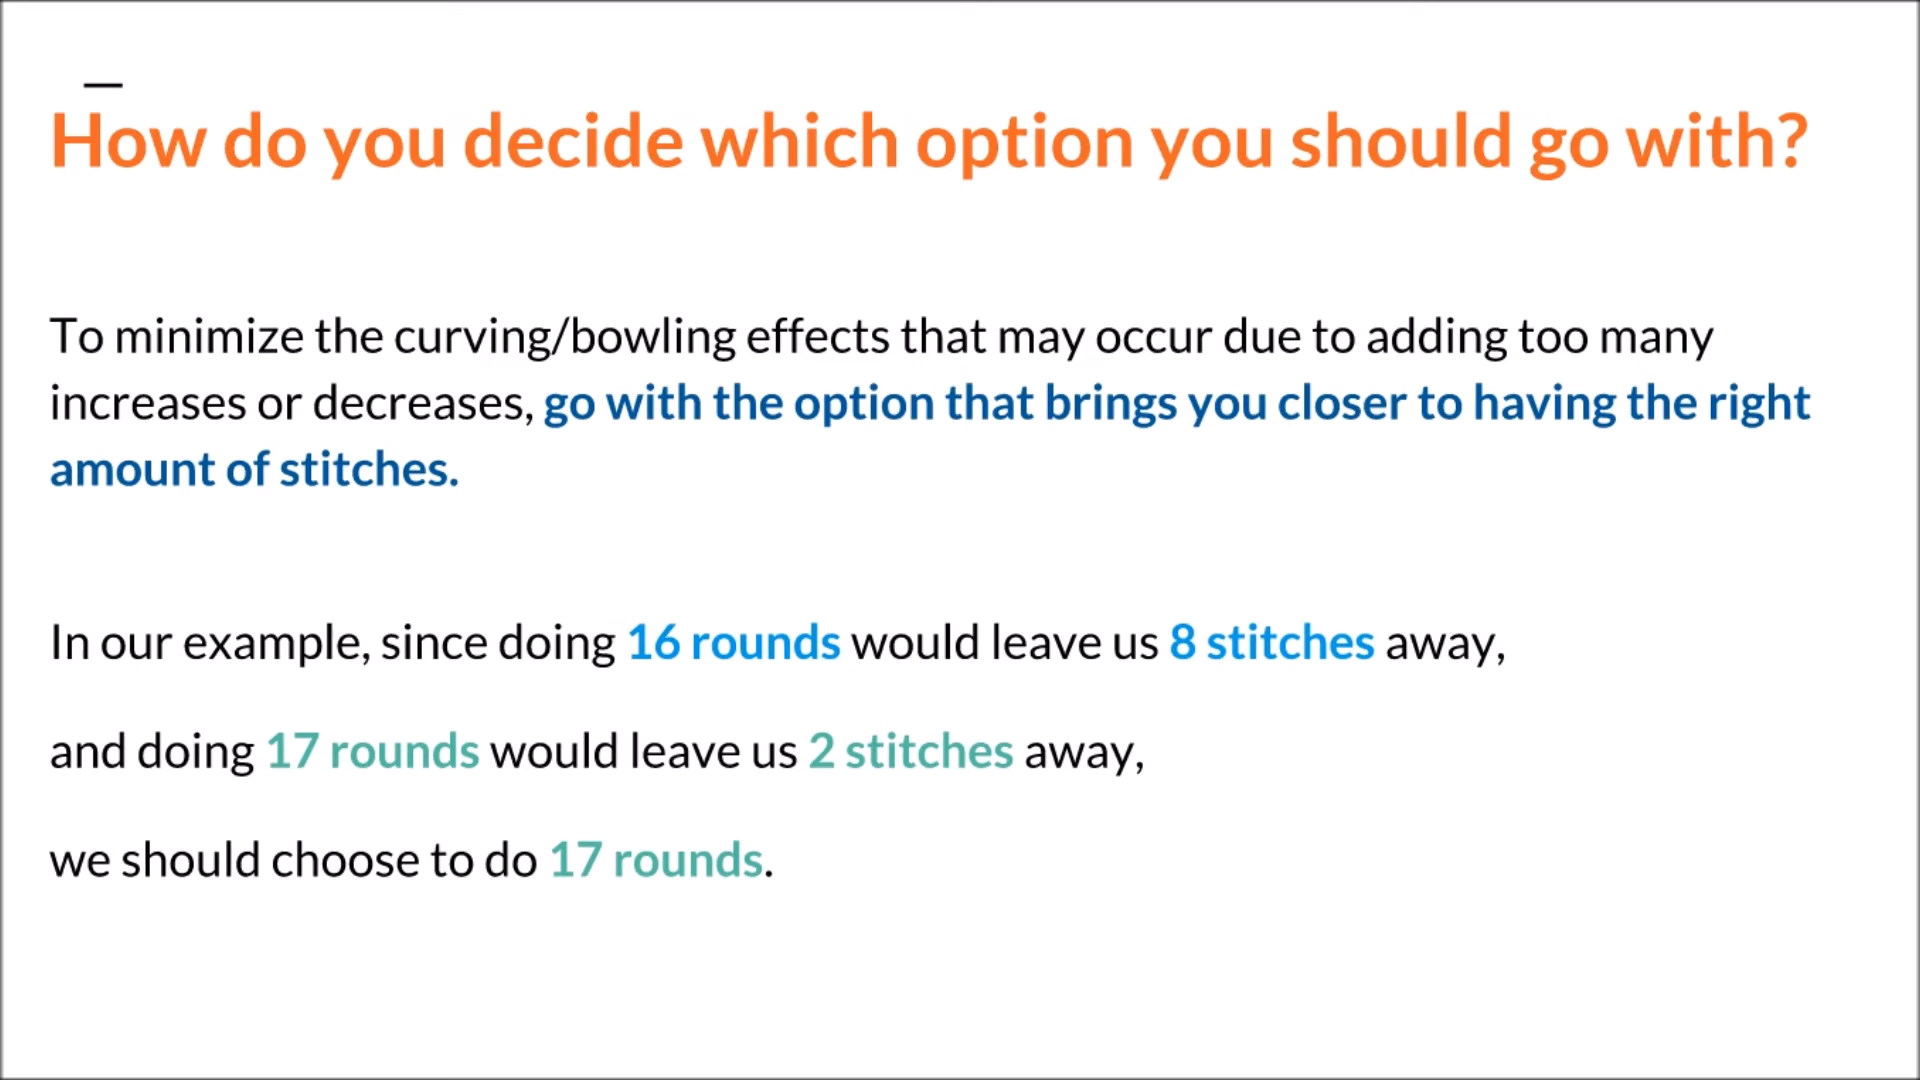 How do you decide which option you should go with?
To minimize the curving/bowling effects that may occur due to adding too many
increases or decreases, go with the option that brings you closer to having the right
amount of stitches.
In our example, since doing 16 rounds would leave us 8 stitches away,
and doing 17 rounds would leave us 2 stitches away,
we should choose to do 17 rounds.